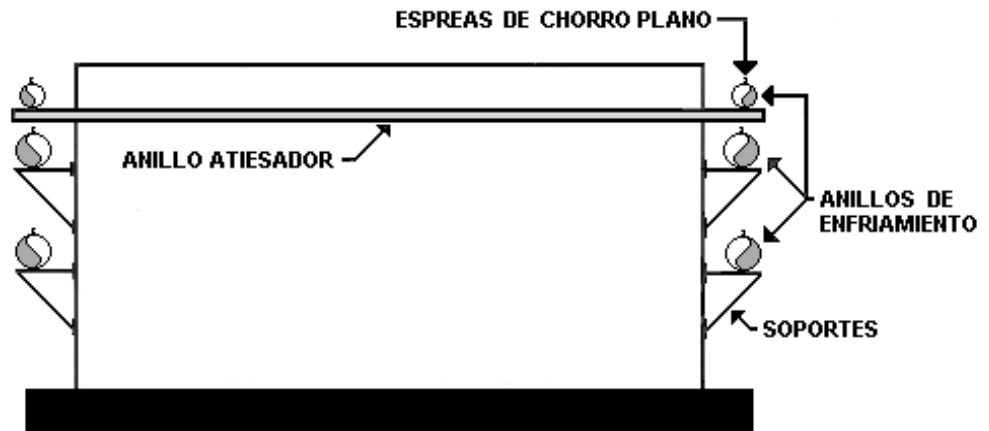 ESPREAS DE CHORRO PLANO
ANILLO ATIESADOR
ANILLOS DE
ENFRIAMIENTO
SOPORTES